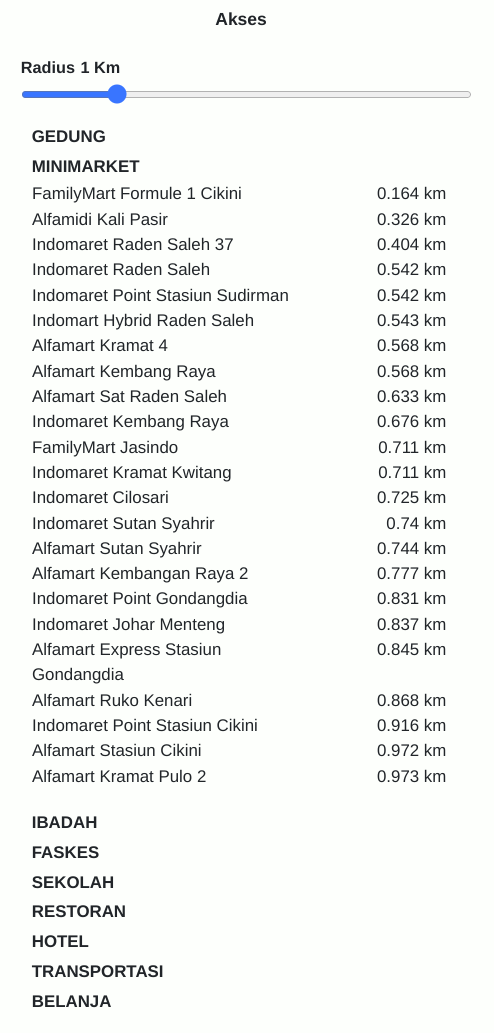 Akses
Radius 1 Km
GEDUNG
MINIMARKET
FamilyMart Formule 1 Cikini 0.164 km
Alfamidi Kali Pasir 0.326 km
Indomaret Raden Saleh 37 0.404 km
Indomaret Raden Saleh 0.542 km
Indomaret Point Stasiun Sudirman 0.542 km
Indomart Hybrid Raden Saleh 0.543 km
Alfamart Kramat 4 0.568 km
Alfamart Kembang Raya 0.568 km
Alfamart Sat Raden Saleh 0.633 km
Indomaret Kembang Raya 0.676 km
FamilyMart Jasindo 0.711 km
Indomaret Kramat Kwitang 0.711 km
Indomaret Cilosari 0.725 km
Indomaret Sutan Syahrir 0.74 km
Alfamart Sutan Syahrir 0.744 km
Alfamart Kembangan Raya 2 0.777 km
Indomaret Point Gondangdia 0.831 km
Indomaret Johar Menteng 0.837 km
Alfamart Express Stasiun 0.845 km
Gondangdia
Alfamart Ruko Kenari 0.868 km
Indomaret Point Stasiun Cikini 0.916 km
Alfamart Stasiun Cikini 0.972 km
Alfamart Kramat Pulo 2 0.973 km
IBADAH
FASKES
SEKOLAH
RESTORAN
HOTEL
TRANSPORTASI
BELANJA